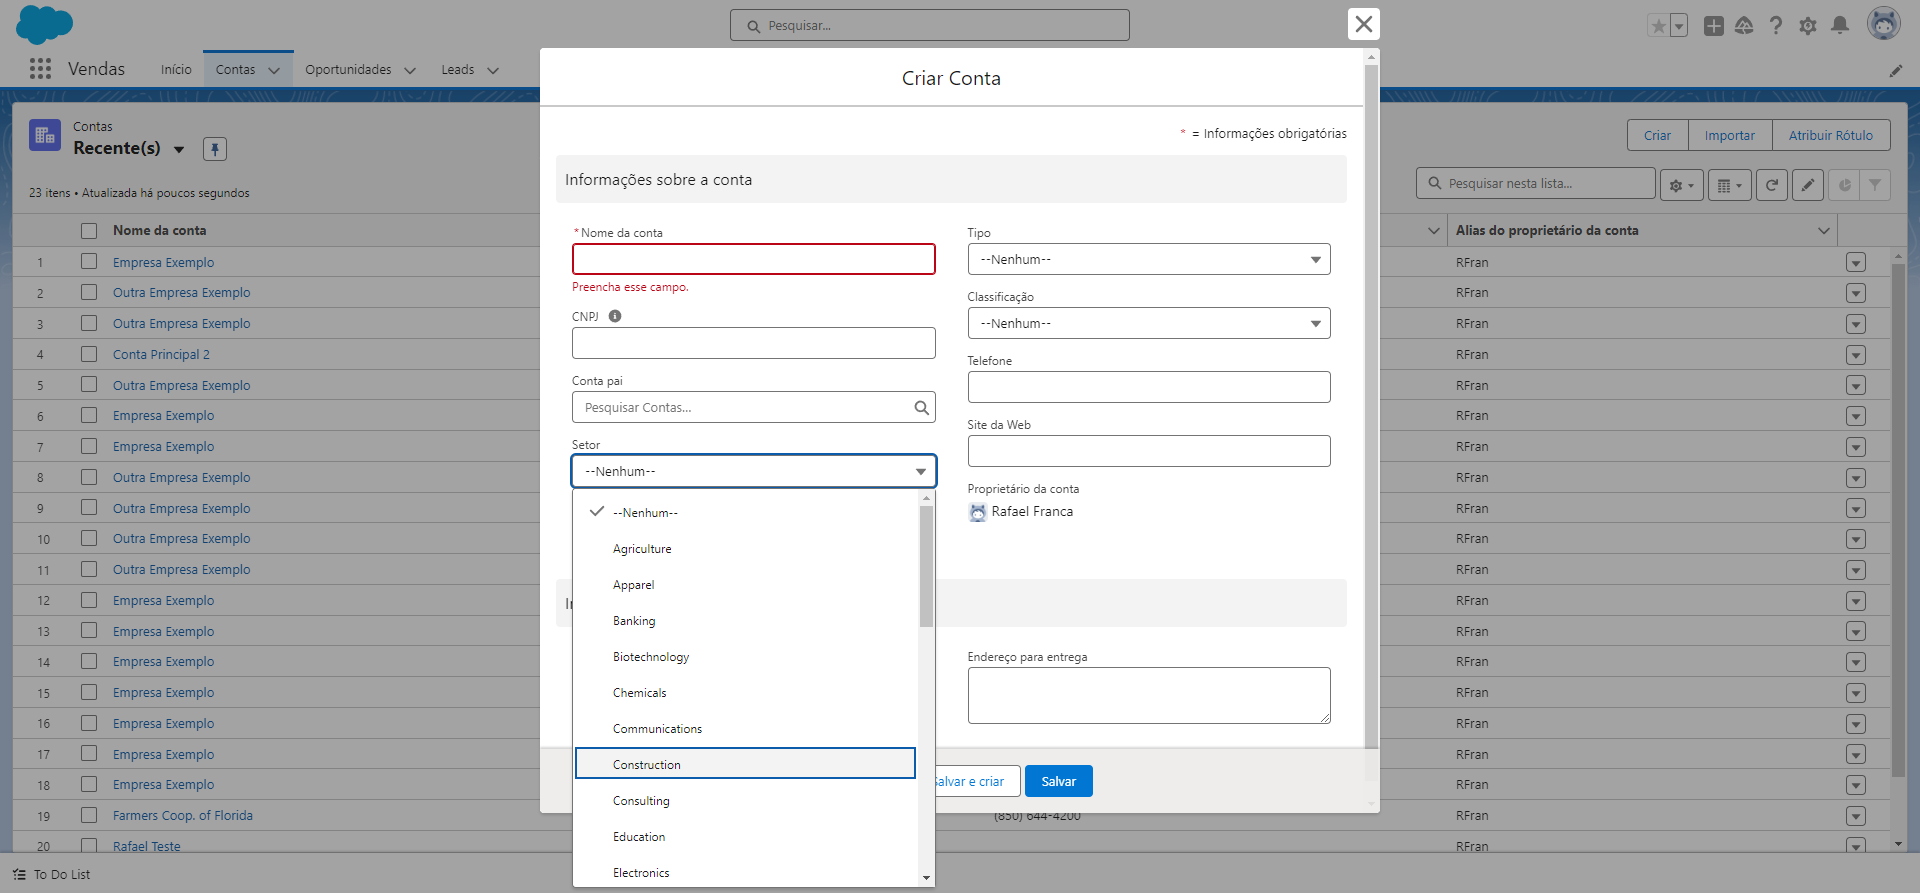 Pesquisar...
Vendas
Início
Contas
Oportunidades
Leads
Contas
Recente(s)
23 itens • Atualizada há poucos segundos
Criar
Importar
Atribuir Rótulo
Pesquisar nesta lista...
Nome da conta
Alias do proprietário da conta
1 Empresa Exemplo RFran
2 Outra Empresa Exemplo RFran
3 Outra Empresa Exemplo RFran
4 Conta Principal 2 RFran
5 Outra Empresa Exemplo RFran
6 Empresa Exemplo RFran
7 Empresa Exemplo RFran
8 Outra Empresa Exemplo RFran
9 Outra Empresa Exemplo RFran
10 Outra Empresa Exemplo RFran
11 Outra Empresa Exemplo RFran
12 Empresa Exemplo RFran
13 Empresa Exemplo RFran
14 Empresa Exemplo RFran
15 Empresa Exemplo RFran
16 Empresa Exemplo RFran
17 Empresa Exemplo RFran
18 Empresa Exemplo RFran
19 Farmers Coop. of Florida (850) 644-4200 RFran
20 Rafael Teste RFran
To Do List
Criar Conta
* = Informações obrigatórias
Informações sobre a conta
*Nome da conta
Preencha esse campo.
CNPJ
Conta pai
Pesquisar Contas...
Setor
--Nenhum--
--Nenhum--
Agriculture
Apparel
Banking
Biotechnology
Chemicals
Communications
Construction
Consulting
Education
Electronics
Tipo
--Nenhum--
Classificação
--Nenhum--
Telefone
Site da Web
Proprietário da conta
Rafael Franca
Endereço para entrega
Salvar e criar
Salvar